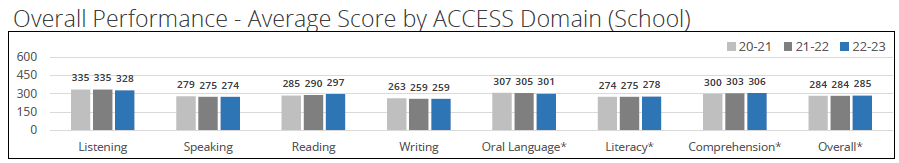 Overall Performance - Average Score by ACCESS Domain (School)
20-21 21-22 22-23
600
450
300
150
0
335 335 328
279 275 274
285 290 297
263 259 259
307 305 301
274 275 278
300 303 306
284 284 285
Listening Speaking Reading Writing Oral Language* Literacy* Comprehension* Overall*